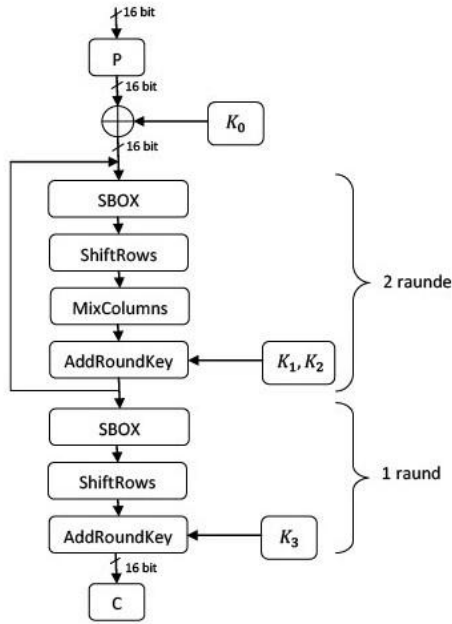 16 bit
P
16 bit
K₀
16 bit
SBOX
ShiftRows
MixColumns
2 raunde
AddRoundKey
K₁, K₂
SBOX
ShiftRows
1 raund
AddRoundKey
K₃
16 bit
C